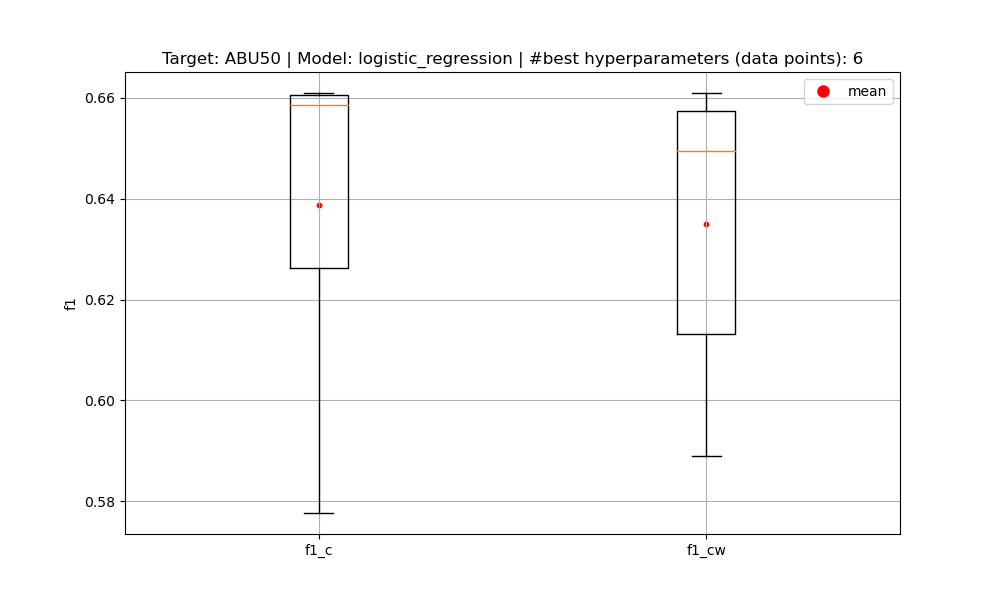 Target: ABU50 | Model: logistic_regression | #best hyperparameters (data points): 6
mean
0.66
0.64
0.62
0.60
0.58
f1
f1_c
f1_cw